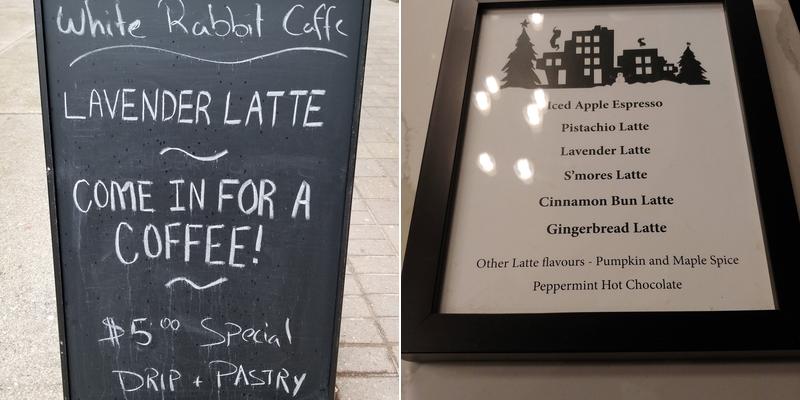 White Rabbit Caffe
LAVENDER LATTE
COME IN FOR A
COFFEE!
$5.00 Special
DRIP + PASTRY
Iced Apple Espresso
Pistachio Latte
Lavender Latte
S'mores Latte
Cinnamon Bun Latte
Gingerbread Latte
Other Latte flavours - Pumpkin and Maple Spice
Peppermint Hot Chocolate